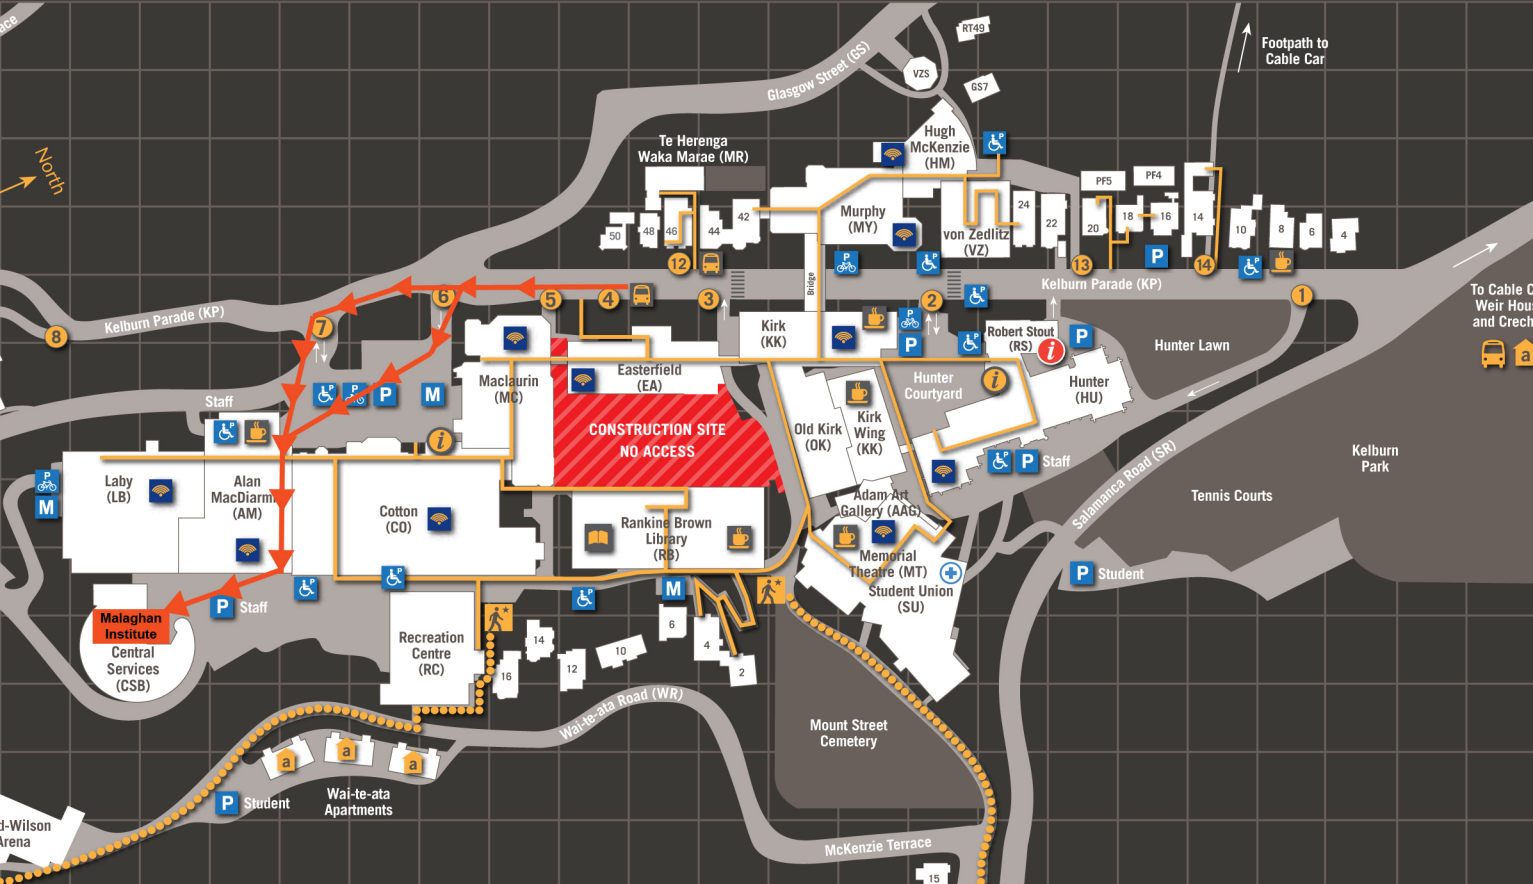 ace
RT49
Footpath to
Cable Car
Glasgow Street (GS)
VZS
GS7
North
Te Herenga
Waka Marae (MR)
Hugh
McKenzie
(HM)
P
PF5
PF4
50
48
46
44
42
Murphy
(MY)
von Zedlitz
(VZ)
24
22
20
18
16
14
10
8
6
4
12
P
P
13
P
14
P
Kelburn Parade (KP)
To Cable C
Weir Hou
and Crech
a
Bridge
8
Kelburn Parade (KP)
7
6
5
4
3
2
1
P
P
P
P
Kirk
(KK)
Robert Stout
(RS)
i
P
Hunter Lawn
Easterfield
(EA)
Maclaurin
(MC)
Hunter
Courtyard
i
Hunter
(HU)
Staff
P
P
P
M
CONSTRUCTION SITE
NO ACCESS
Old Kirk
(OK)
Kirk
Wing
(KK)
P
i
P
P
Staff
Kelburn
Park
Salamanca Road (SR)
Tennis Courts
P
M
Laby
(LB)
Alan
MacDiarm
(AM)
Cotton
(CO)
Rankine Brown
Library
(RB)
Adam Art
Gallery (AAG)
Memorial
Theatre (MT)
Student Union
(SU)
P
Student
P
P
P
M
P
Staff
Malaghan
Institute
Central
Services
(CSB)
Recreation
Centre
(RC)
14
16
12
10
6
4
2
Wai-te-ata Road (WR)
Mount Street
Cemetery
a
a
a
P
Student
Wai-te-ata
Apartments
d-Wilson
Arena
McKenzie Terrace
15